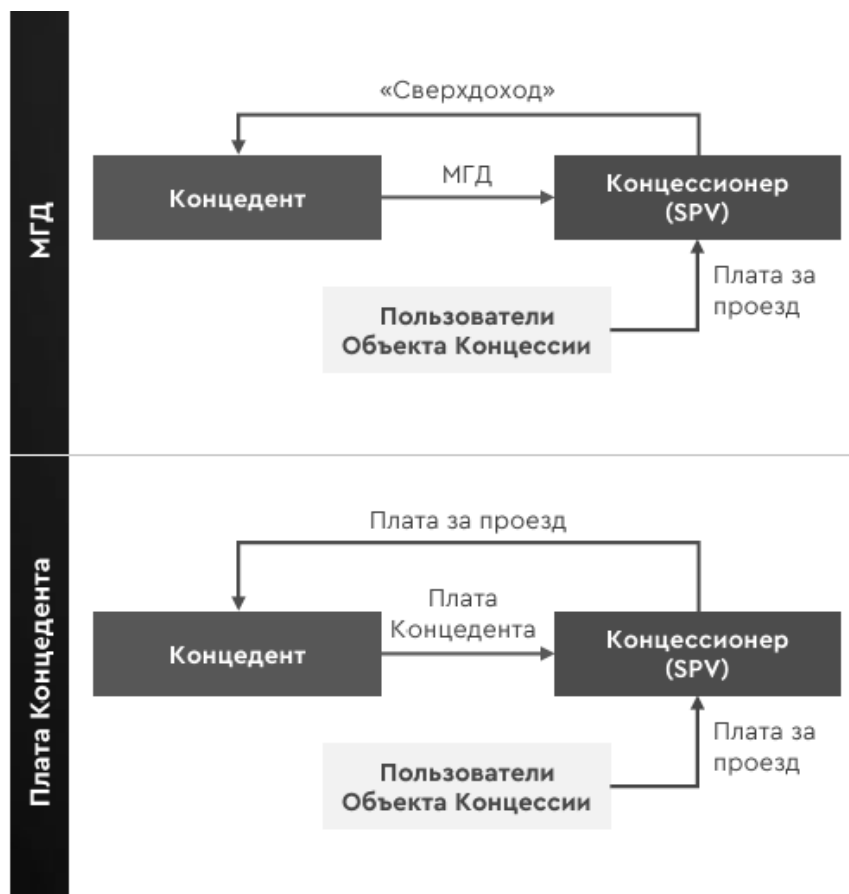 МГД
«Сверхдоход»
Концедент
МГД
Концессионер
(SPV)
Плата за
проезд
Пользователи
Объекта Концессии
Плата Концедента
Плата за проезд
Концедент
Плата
Концедента
Концессионер
(SPV)
Плата за
проезд
Пользователи
Объекта Концессии